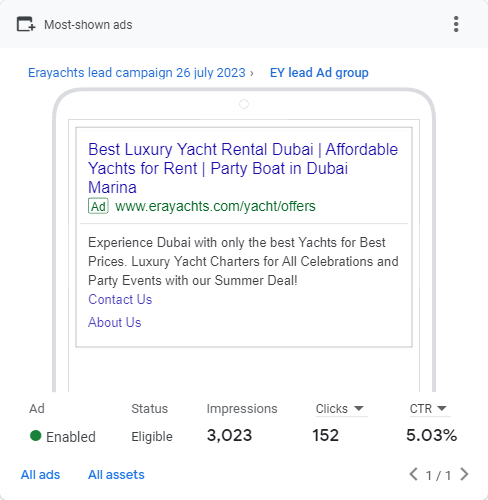 Most-shown ads
Erayachts lead campaign 26 july 2023 › EY lead Ad group
Best Luxury Yacht Rental Dubai | Affordable
Yachts for Rent | Party Boat in Dubai
Marina
Ad www.erayachts.com/yacht/offers
Experience Dubai with only the best Yachts for Best
Prices. Luxury Yacht Charters for All Celebrations and
Party Events with our Summer Deal!
Contact Us
About Us
Ad Status Impressions Clicks CTR
Enabled Eligible 3,023 152 5.03%
All ads All assets 1 / 1